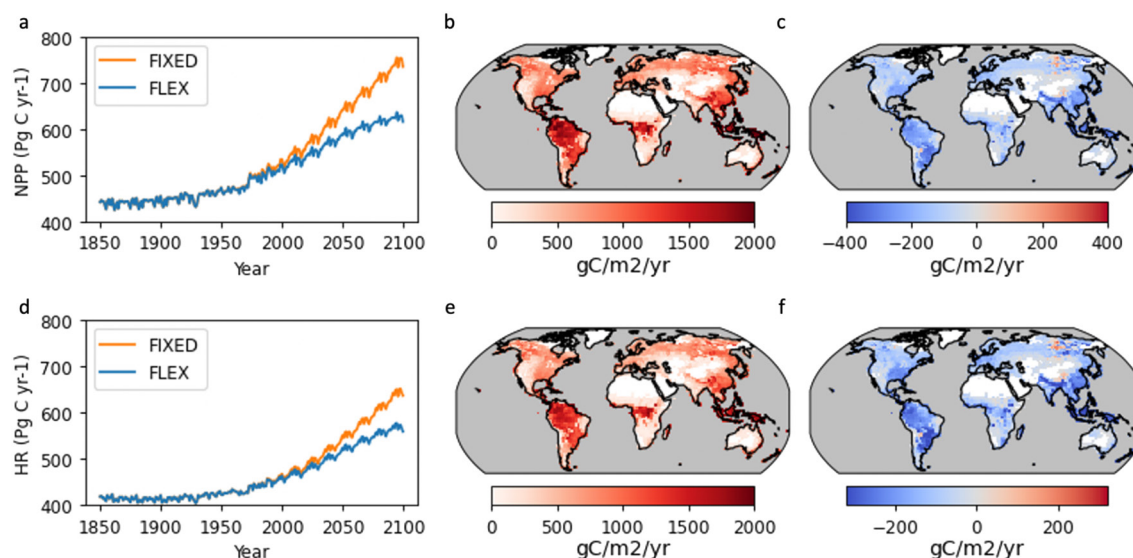 a
NPP (Pg C yr-1)
800
700
600
500
400
FIXED
FLEX
1850 1900 1950 2000 2050 2100
Year
b
0 500 1000 1500 2000
gC/m2/yr
c
−400 −200 0 200 400
gC/m2/yr
d
HR (Pg C yr-1)
800
700
600
500
400
FIXED
FLEX
1850 1900 1950 2000 2050 2100
Year
e
0 500 1000 1500 2000
gC/m2/yr
f
−200 0 200
gC/m2/yr